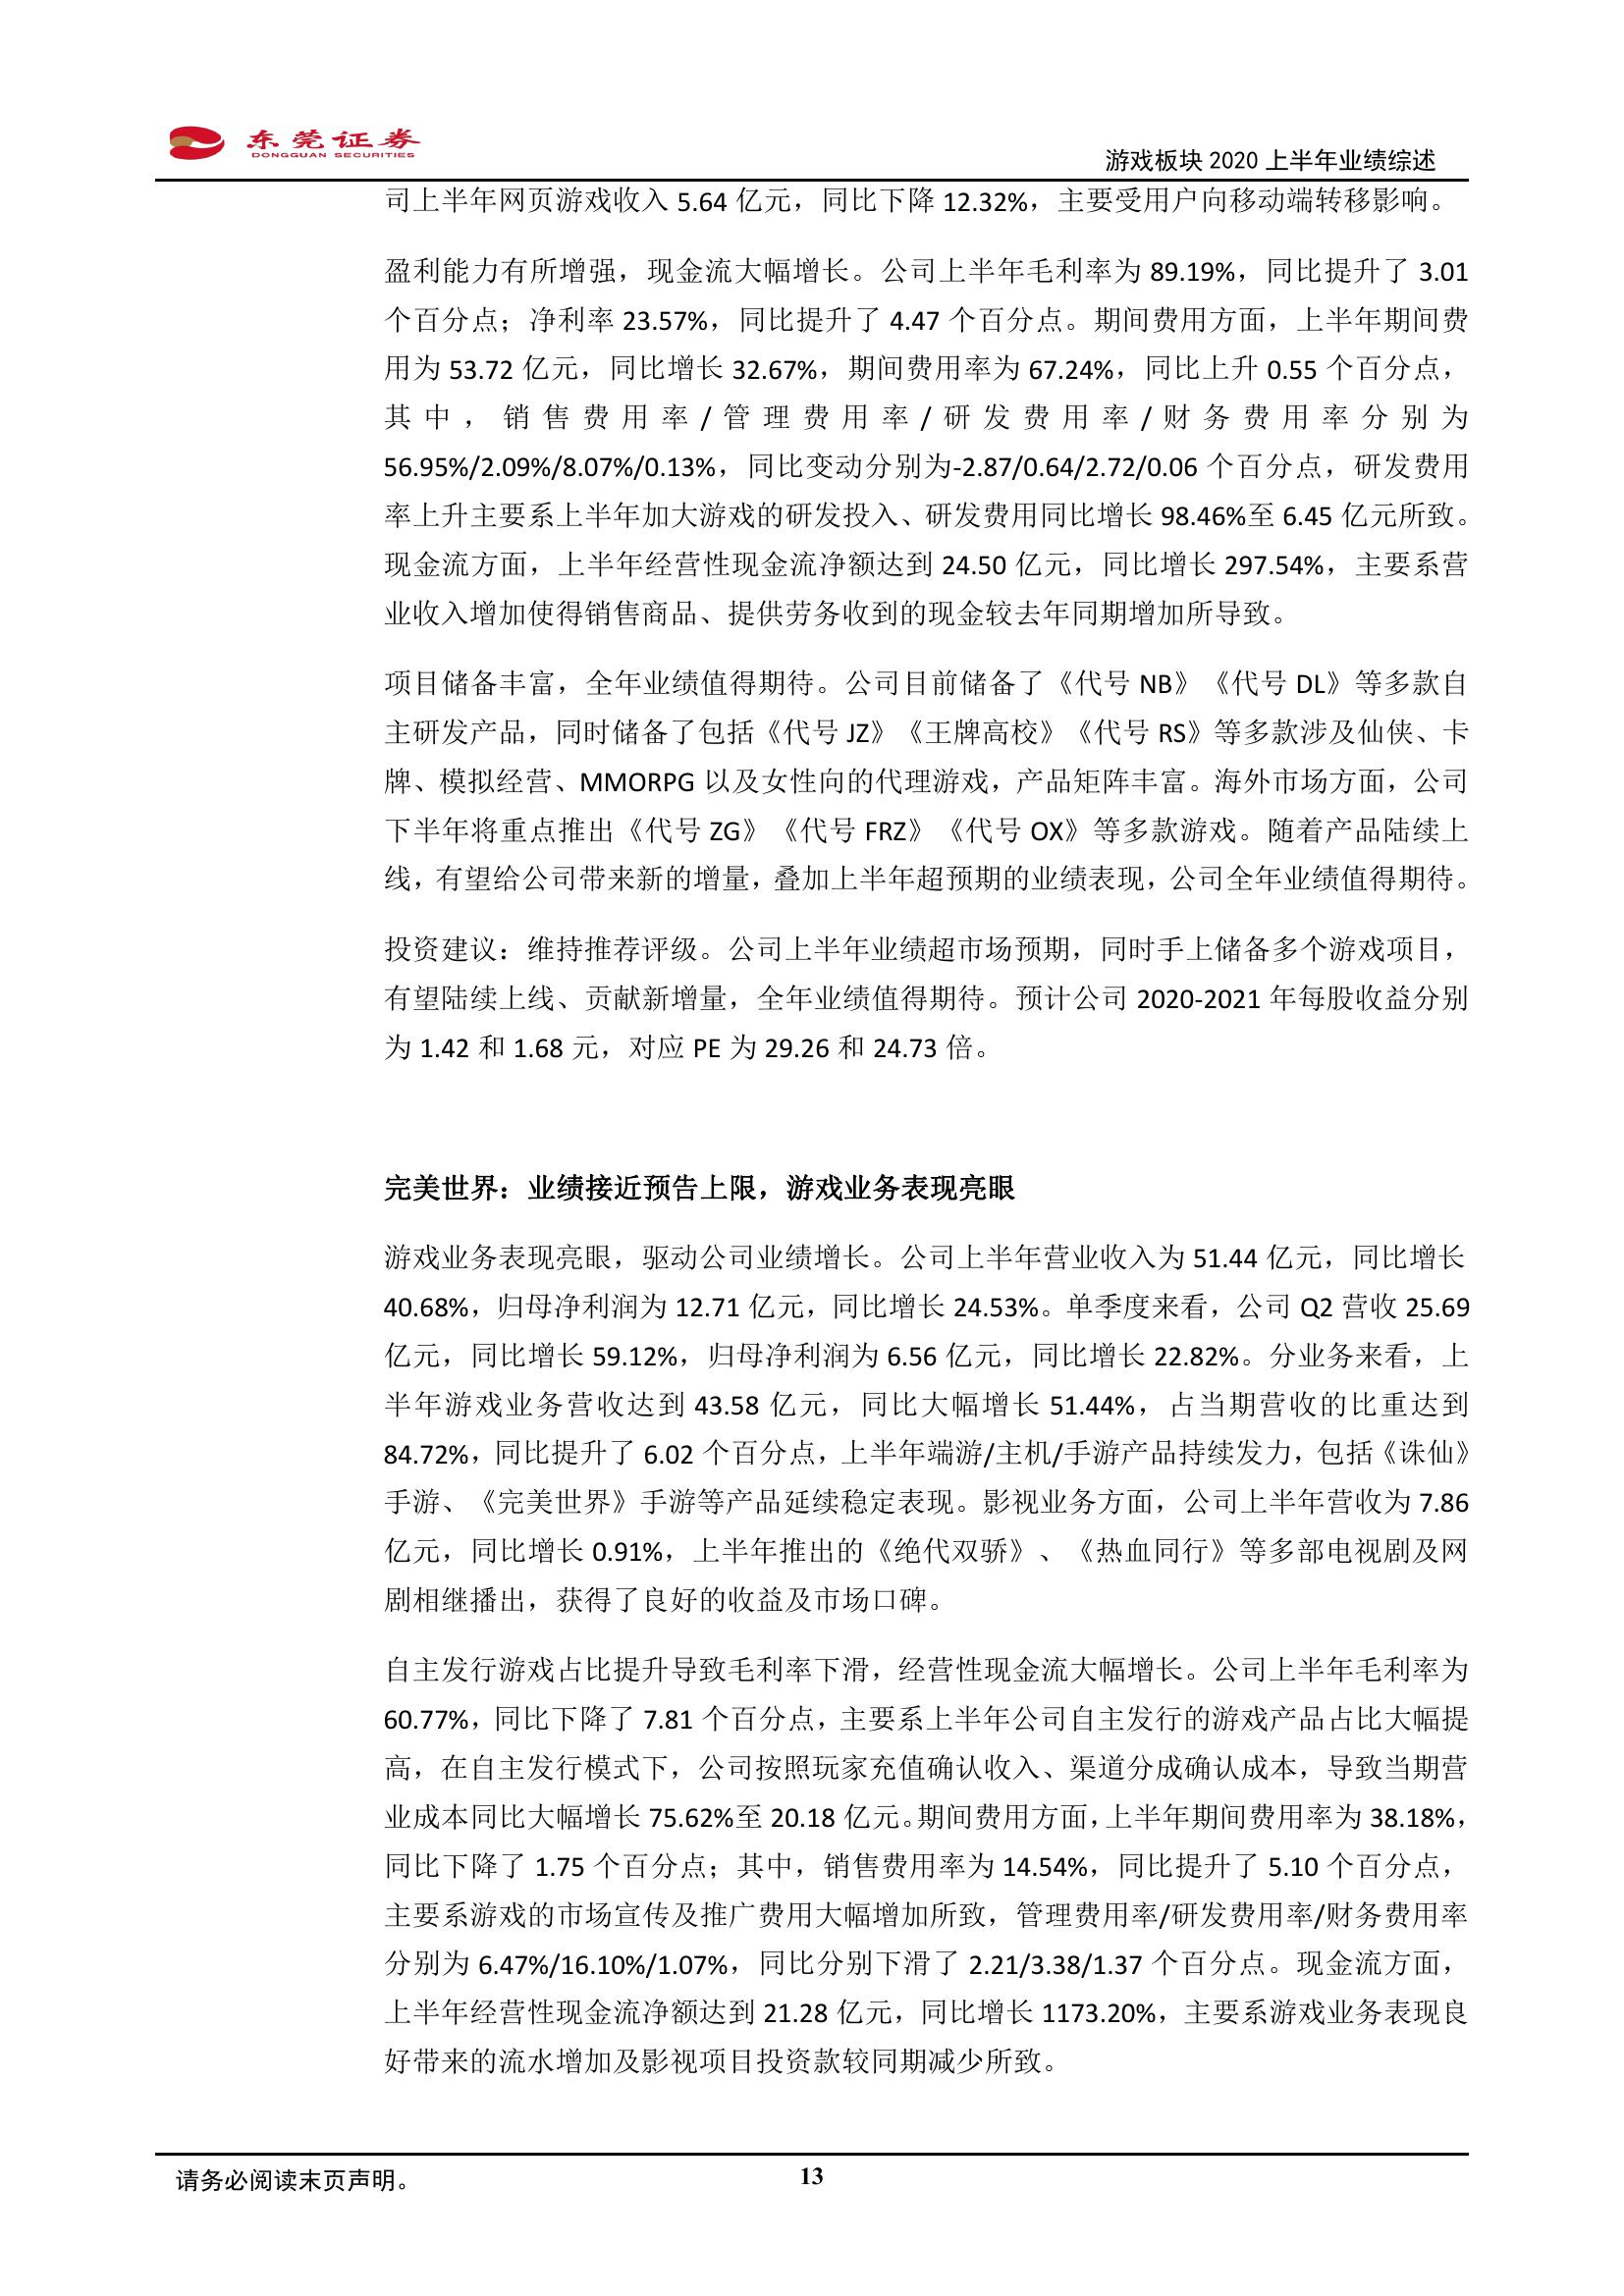 东莞证券
DONGGUAN SECURITIES
游戏板块 2020 上半年业绩综述
司上半年网页游戏收入 5.64 亿元，同比下降 12.32%，主要受用户向移动端转移影响。
盈利能力有所增强，现金流大幅增长。公司上半年毛利率为 89.19%，同比提升了 3.01
个百分点；净利率 23.57%，同比提升了 4.47 个百分点。期间费用方面，上半年期间费
用为 53.72 亿元，同比增长 32.67%，期间费用率为 67.24%，同比上升 0.55 个百分点，
其中，销售费用率/管理费用率/研发费用率/财务费用率分别为
56.95%/2.09%/8.07%/0.13%，同比变动分别为-2.87/0.64/2.72/0.06 个百分点，研发费用
率上升主要系上半年加大游戏的研发投入、研发费用同比增长 98.46%至 6.45 亿元所致。
现金流方面，上半年经营性现金流净额达到 24.50 亿元，同比增长 297.54%，主要系营
业收入增加使得销售商品、提供劳务收到的现金较去年同期增加所导致。
项目储备丰富，全年业绩值得期待。公司目前储备了《代号 NB》《代号 DL》等多款自
主研发产品，同时储备了包括《代号 JZ》《王牌高校》《代号 RS》等多款涉及仙侠、卡
牌、模拟经营、MMORPG 以及女性向的代理游戏，产品矩阵丰富。海外市场方面，公司
下半年将重点推出《代号 ZG》《代号 FRZ》《代号 OX》等多款游戏。随着产品陆续上
线，有望给公司带来新的增量，叠加上半年超预期的业绩表现，公司全年业绩值得期待。
投资建议：维持推荐评级。公司上半年业绩超市场预期，同时手上储备多个游戏项目，
有望陆续上线、贡献新增量，全年业绩值得期待。预计公司 2020-2021 年每股收益分别
为 1.42 和 1.68 元，对应 PE 为 29.26 和 24.73 倍。
完美世界：业绩接近预告上限，游戏业务表现亮眼
游戏业务表现亮眼，驱动公司业绩增长。公司上半年营业收入为 51.44 亿元，同比增长
40.68%，归母净利润为 12.71 亿元，同比增长 24.53%。单季度来看，公司 Q2 营收 25.69
亿元，同比增长 59.12%，归母净利润为 6.56 亿元，同比增长 22.82%。分业务来看，上
半年游戏业务营收达到 43.58 亿元，同比大幅增长 51.44%，占当期营收的比重达到
84.72%，同比提升了 6.02 个百分点，上半年端游/主机/手游产品持续发力，包括《诛仙》
手游、《完美世界》手游等产品延续稳定表现。影视业务方面，公司上半年营收为 7.86
亿元，同比增长 0.91%，上半年推出的《绝代双骄》、《热血同行》等多部电视剧及网
剧相继播出，获得了良好的收益及市场口碑。
自主发行游戏占比提升导致毛利率下滑，经营性现金流大幅增长。公司上半年毛利率为
60.77%，同比下降了 7.81 个百分点，主要系上半年公司自主发行的游戏产品占比大幅提
高，在自主发行模式下，公司按照玩家充值确认收入、渠道分成确认成本，导致当期营
业成本同比大幅增长 75.62%至 20.18 亿元。期间费用方面，上半年期间费用率为 38.18%，
同比下降了 1.75 个百分点；其中，销售费用率为 14.54%，同比提升了 5.10 个百分点，
主要系游戏的市场宣传及推广费用大幅增加所致，管理费用率/研发费用率/财务费用率
分别为 6.47%/16.10%/1.07%，同比分别下滑了 2.21/3.38/1.37 个百分点。现金流方面，
上半年经营性现金流净额达到 21.28 亿元，同比增长 1173.20%，主要系游戏业务表现良
好带来的流水增加及影视项目投资款较同期减少所致。
请务必阅读末页声明。
13